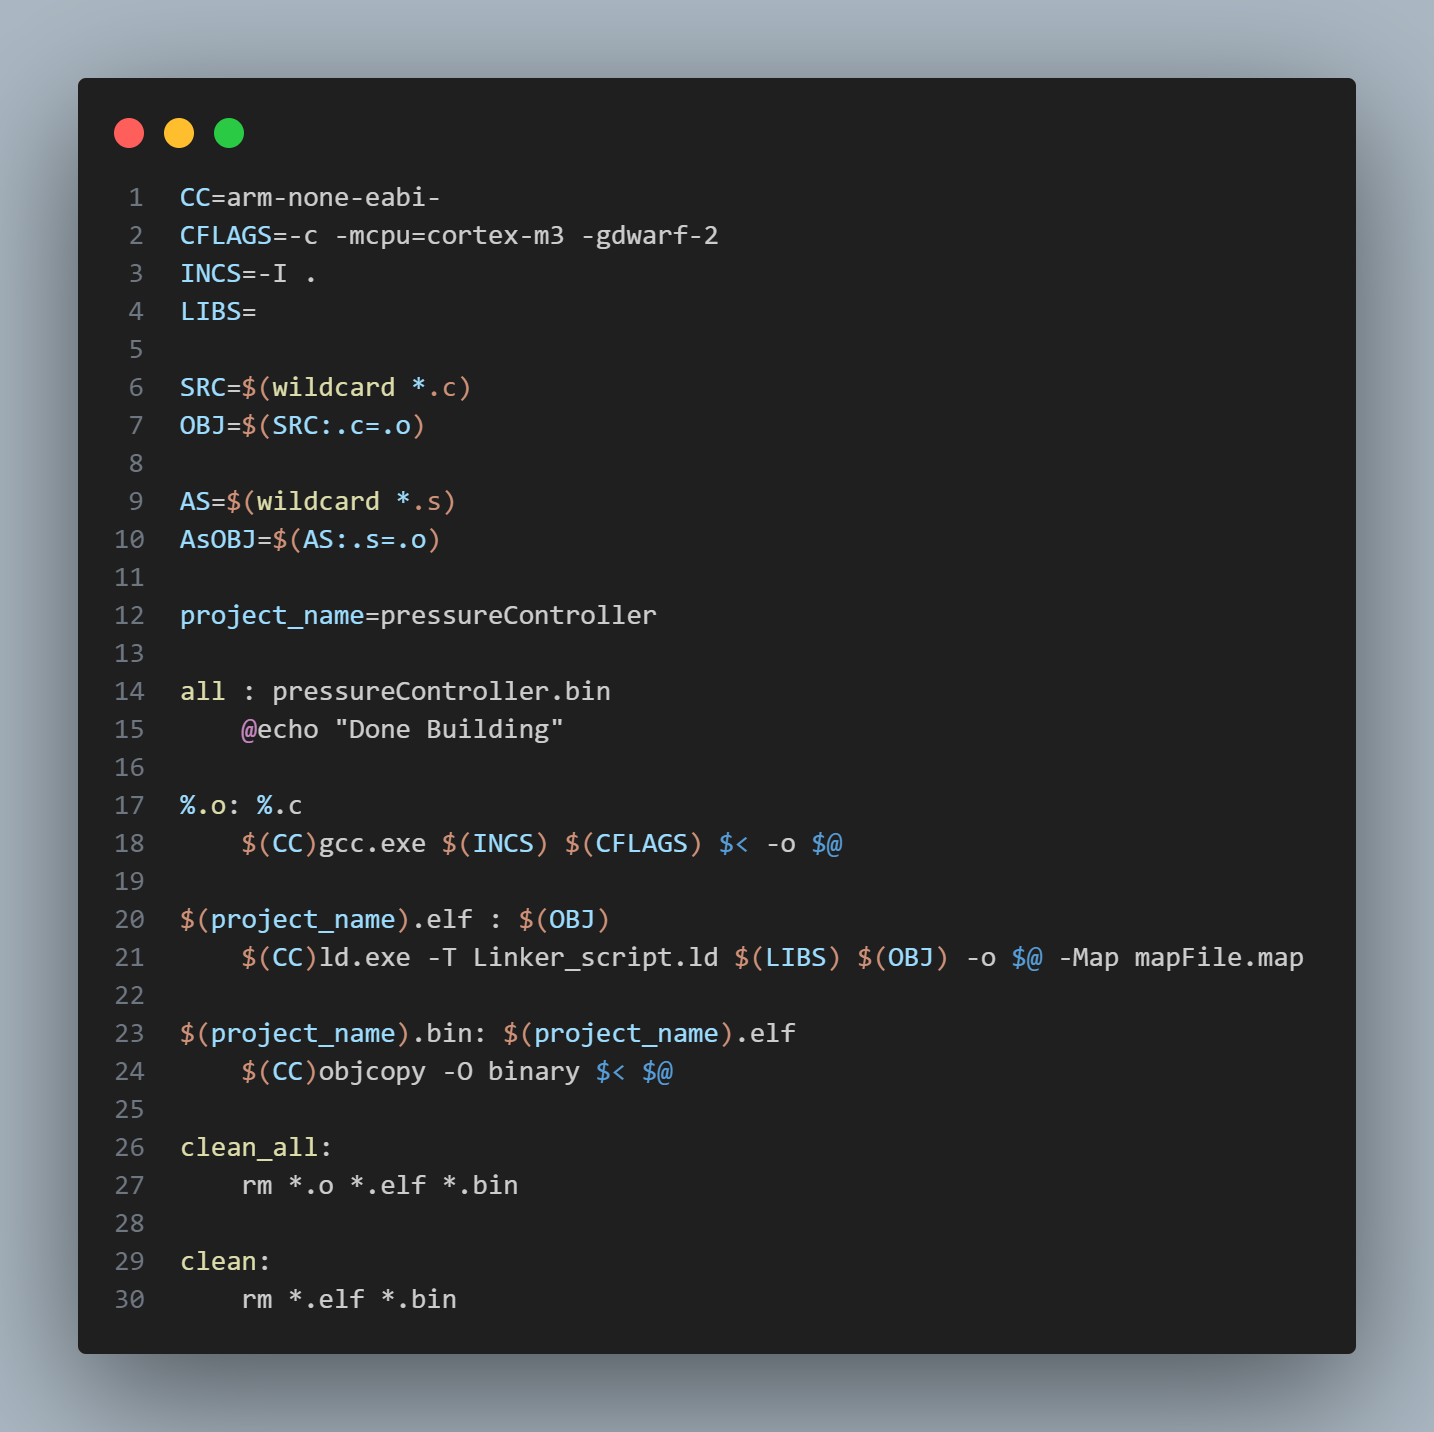 1 CC=arm-none-eabi-
2 CFLAGS=-c -mcpu=cortex-m3 -gdwarf-2
3 INCS=-I .
4 LIBS=
5
6 SRC=$(wildcard *.c)
7 OBJ=$(SRC:.c=.o)
8
9 AS=$(wildcard *.s)
10 AsOBJ=$(AS:.s=.o)
11
12 project_name=pressureController
13
14 all : pressureController.bin
15     @echo "Done Building"
16
17 %.o: %.c
18     $(CC)gcc.exe $(INCS) $(CFLAGS) $< -o $@
19
20 $(project_name).elf : $(OBJ)
21     $(CC)ld.exe -T Linker_script.ld $(LIBS) $(OBJ) -o $@ -Map mapFile.map
22
23 $(project_name).bin: $(project_name).elf
24     $(CC)objcopy -O binary $< $@
25
26 clean_all:
27     rm *.o *.elf *.bin
28
29 clean:
30     rm *.elf *.bin